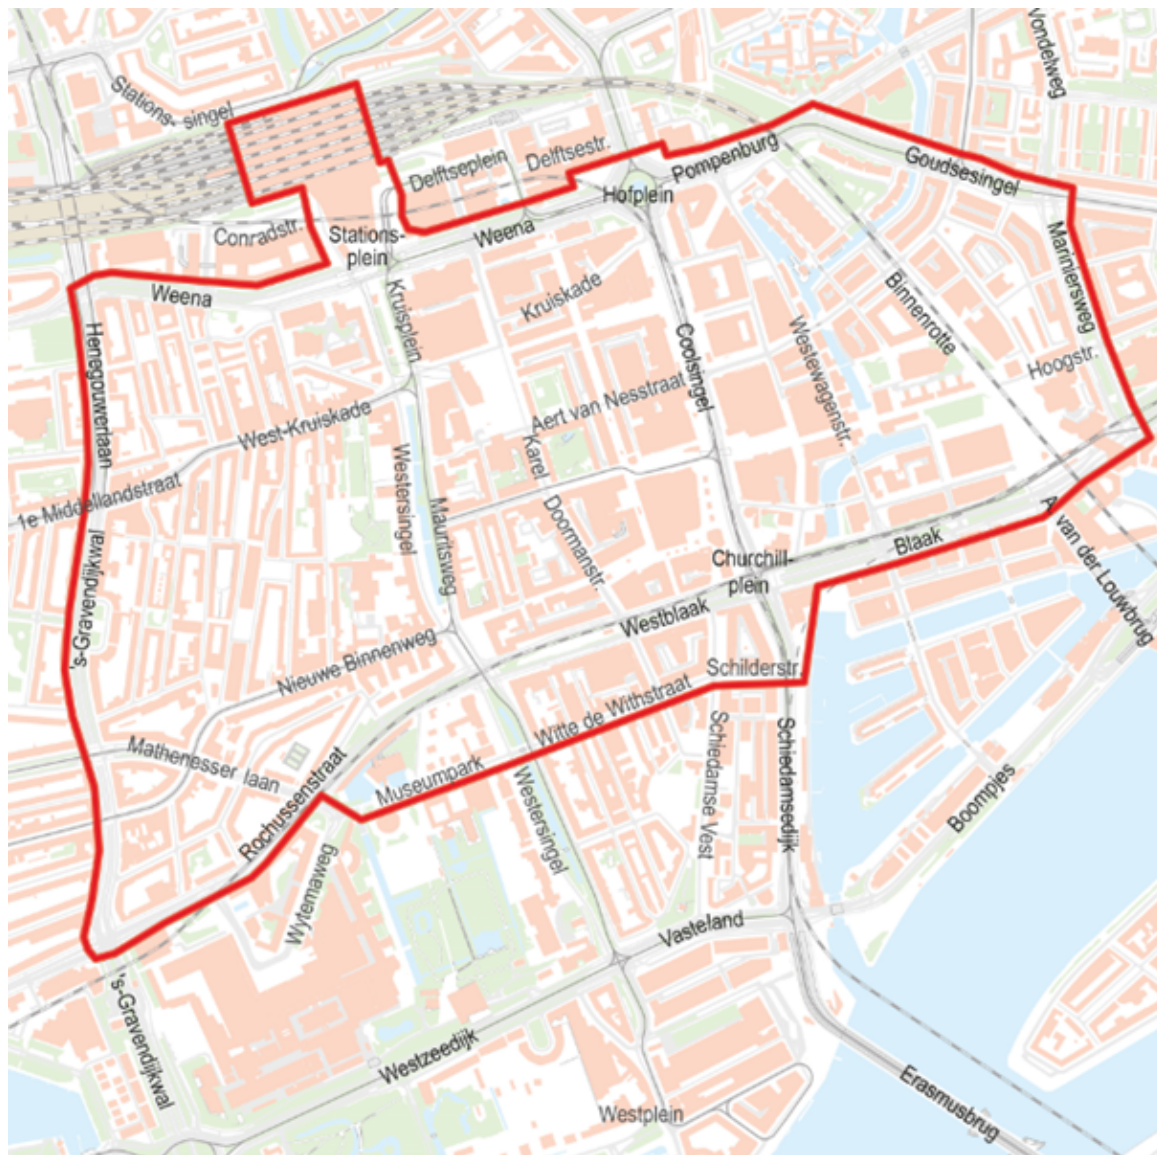 Vondelweg
Stations- singel
Delftsestr.
Delftseplein
Pompenburg
Goudsesingel
Hofplein
Conradstr.
Stations-
plein
Weena
Weena
Mariniersweg
Binnenrotte
Kruisplein
Kruiskade
Henegouwerlaan
Coolsingel
Westewagenstr.
Hoogstr.
Aert van Nesstraat
West-Kruiskade
1e Middellandstraat
Westersingel
Mauritsweg
Karel
Doormanstr.
's-Gravendijkwal
Churchill-
plein
Blaak
A. van der Louwbrug
Westblaak
Nieuwe Binnenweg
Schilderstr.
Witte de Withstraat
Mathenesser laan
Rochussenstraat
Museumpark
Westersingel
Schiedamse Vest
Schiedamsedijk
Boompjes
Wytemaweg
Vasteland
's-Gravendijkwal
Westzeedijk
Westplein
Erasmusbrug